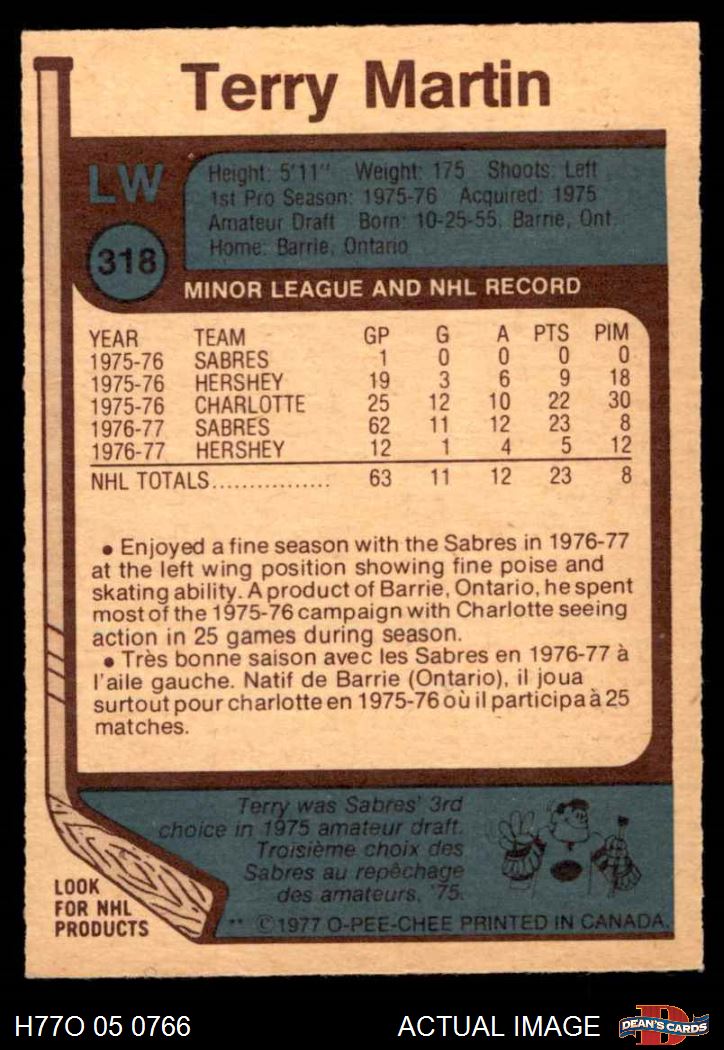 Terry Martin
LW
318
Height: 5'11" Weight: 175 Shoots: Left
1st Pro Season: 1975-76 Acquired: 1975
Amateur Draft Born: 10-25-55, Barrie, Ont.
Home: Barrie, Ontario
MINOR LEAGUE AND NHL RECORD
YEAR TEAM GP G A PTS PIM
1975-76 SABRES 1 0 0 0 0
1975-76 HERSHEY 19 3 6 9 18
1975-76 CHARLOTTE 25 12 10 22 30
1976-77 SABRES 62 11 12 23 8
1976-77 HERSHEY 12 1 4 5 12
NHL TOTALS................ 63 11 12 23 8
• Enjoyed a fine season with the Sabres in 1976-77
at the left wing position showing fine poise and
skating ability. A product of Barrie, Ontario, he spent
most of the 1975-76 campaign with Charlotte seeing
action in 25 games during season.
• Très bonne saison avec les Sabres en 1976-77 à
l'aile gauche. Natif de Barrie (Ontario), il joua
surtout pour charlotte en 1975-76 où il participa à 25
matches.
Terry was Sabres' 3rd
choice in 1975 amateur draft.
Troisième choix des
Sabres au repêchage
des amateurs, '75.
LOOK
FOR NHL
PRODUCTS
** ©1977 O-PEE-CHEE PRINTED IN CANADA.
H77O 05 0766
ACTUAL IMAGE
D
DEAN'S CARDS